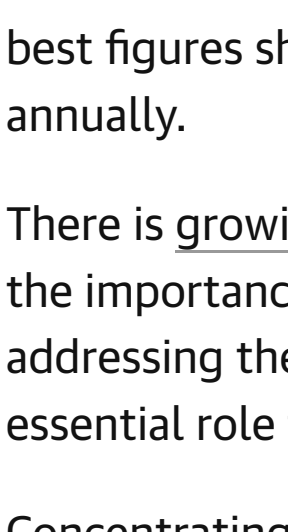 best figures sh
annually.
There is growi
the importanc
addressing the
essential role
Concentrating